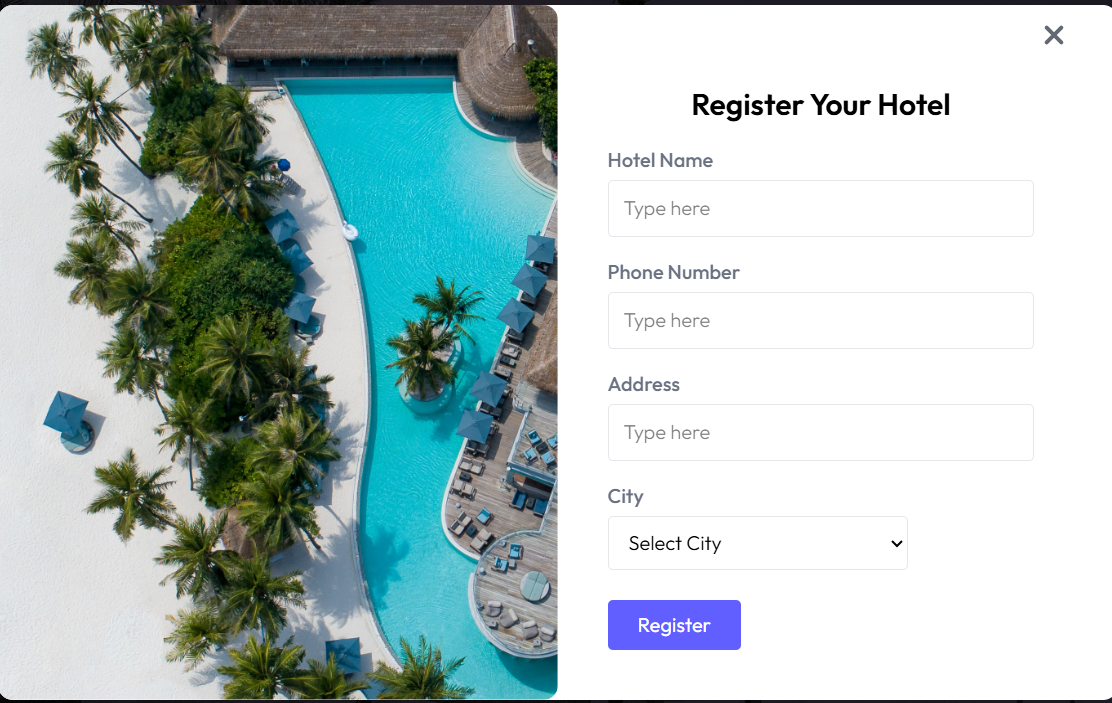 Register Your Hotel
Hotel Name
Type here
Phone Number
Type here
Address
Type here
City
Select City
Register